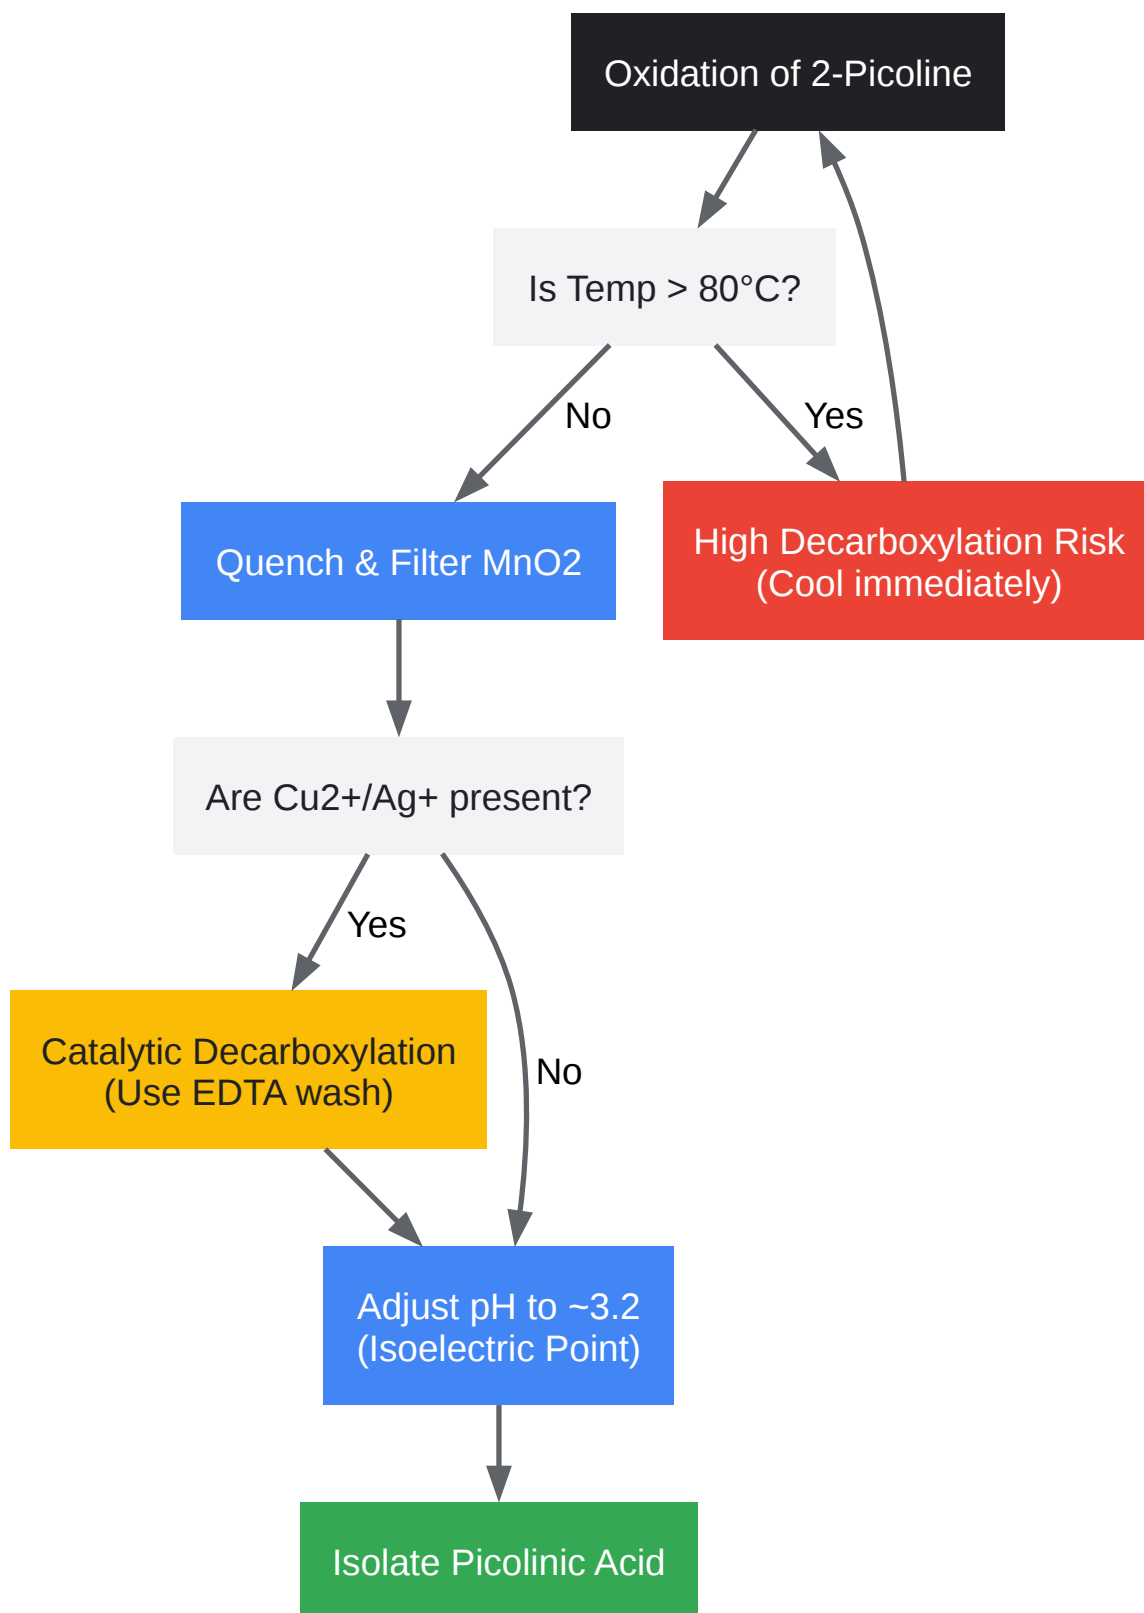 Oxidation of 2-Picoline
Is Temp > 80°C?
No
Yes
Quench & Filter MnO2
High Decarboxylation Risk
(Cool immediately)
Are Cu2+/Ag+ present?
Yes
Catalytic Decarboxylation
(Use EDTA wash)
No
Adjust pH to ~3.2
(Isoelectric Point)
Isolate Picolinic Acid